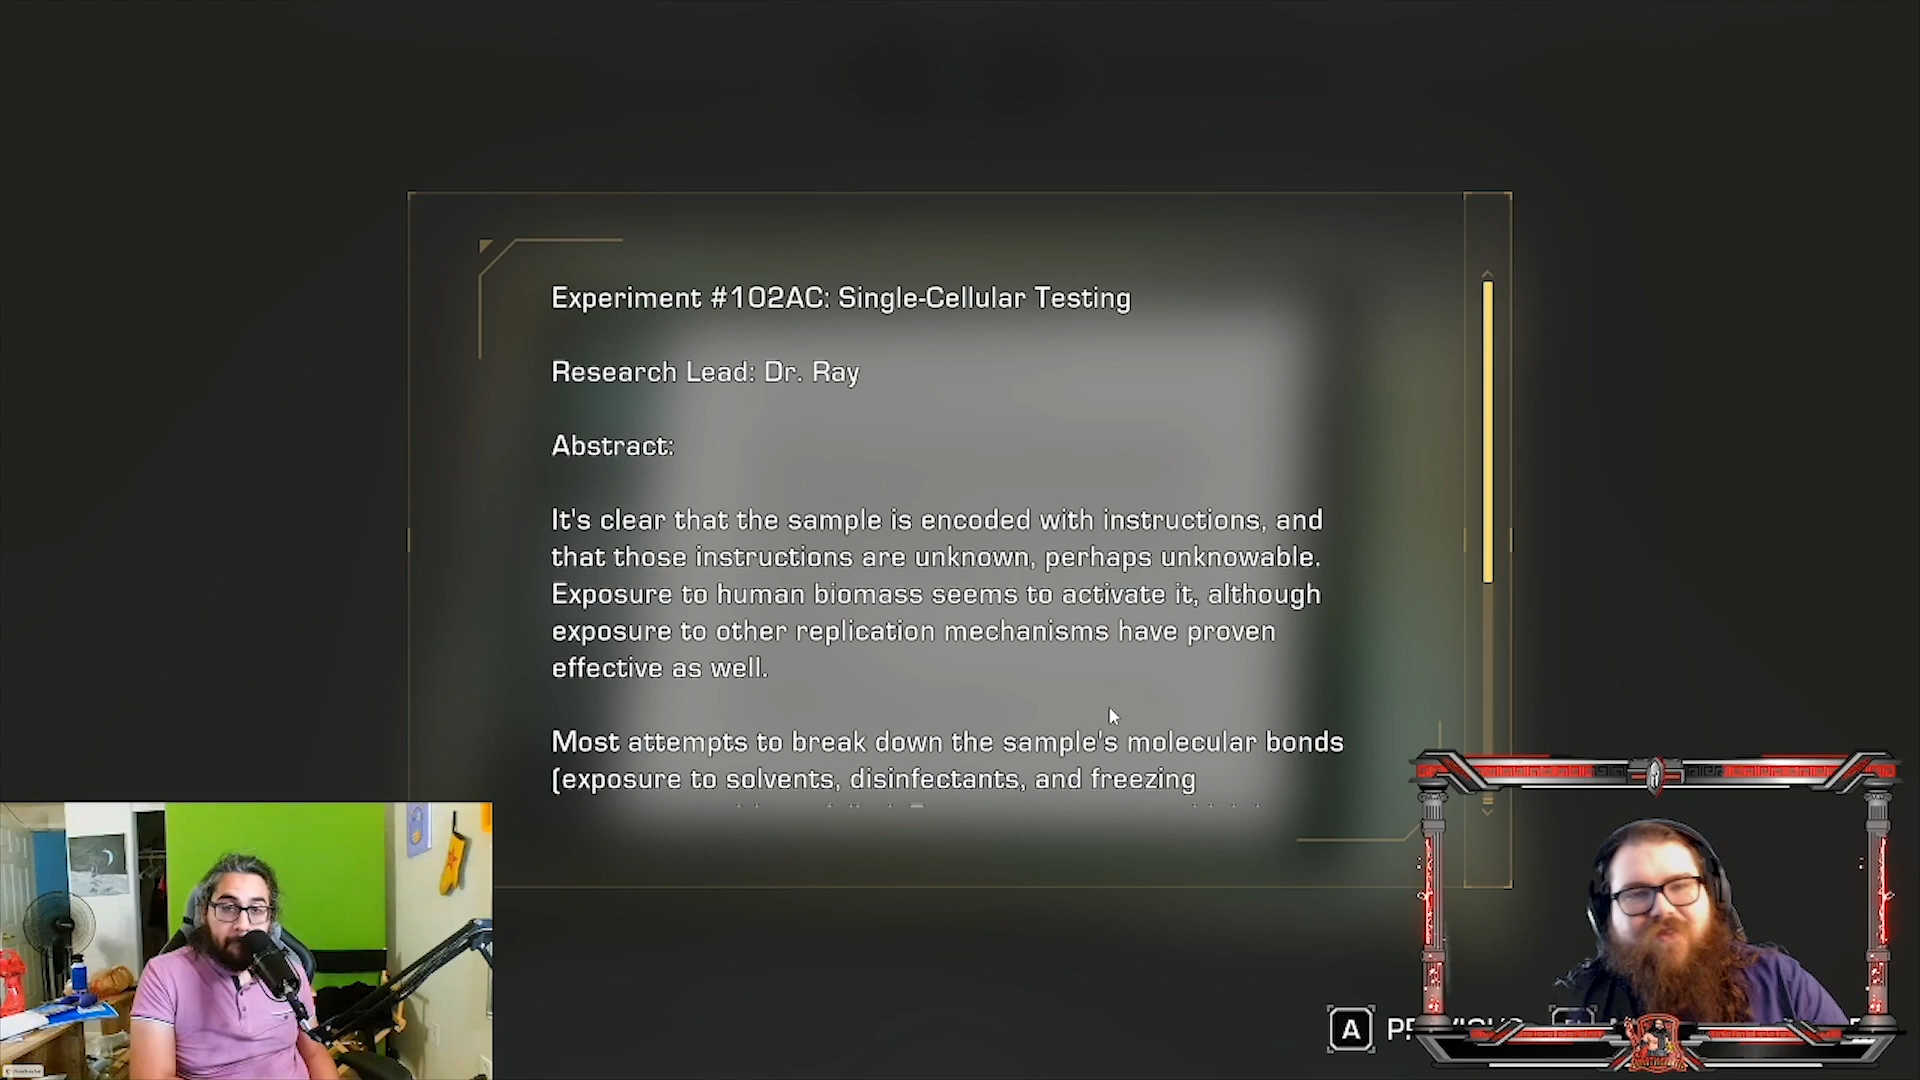 Experiment #102AC: Single-Cellular Testing
Research Lead: Dr. Ray
Abstract:
It's clear that the sample is encoded with instructions, and
that those instructions are unknown, perhaps unknowable.
Exposure to human biomass seems to activate it, although
exposure to other replication mechanisms have proven
effective as well.
Most attempts to break down the sample's molecular bonds
(exposure to solvents, disinfectants, and freezing
A